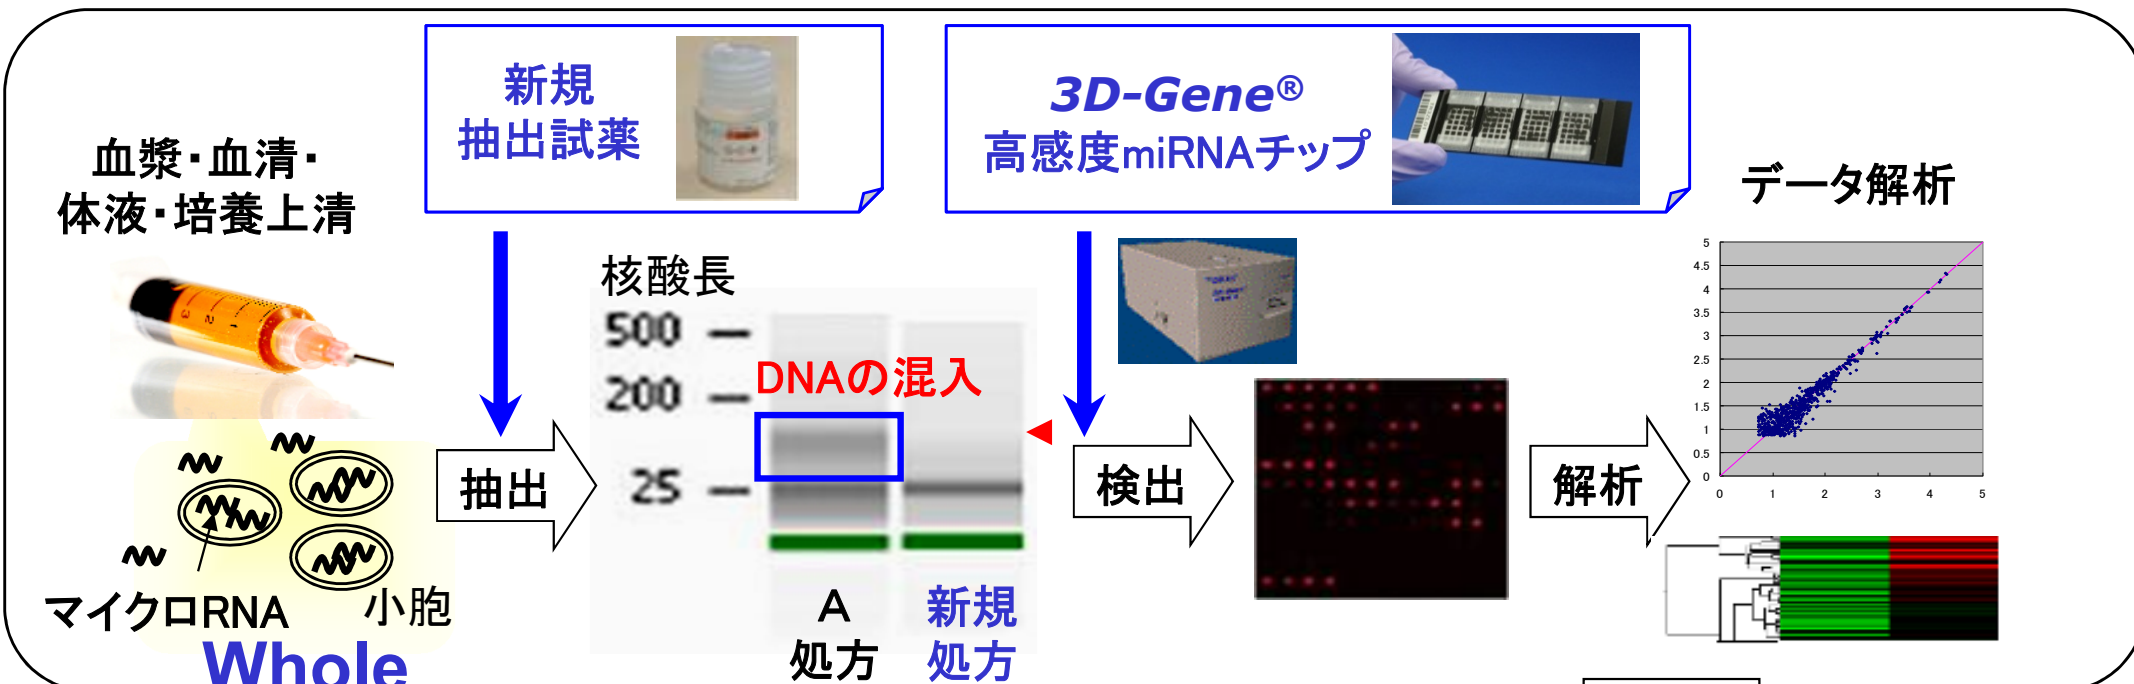 血漿・血清・
体液・培養上清
新規
抽出試薬
3D-Gene®
高感度miRNAチップ
データ解析
核酸長
500
200
25
DNAの混入
抽出
検出
解析
マイクロRNA
小胞
Whole
A
処方
新規
処方
5
4.5
4
3.5
3
2.5
2
1.5
1
0.5
0
0 1 2 3 4 5